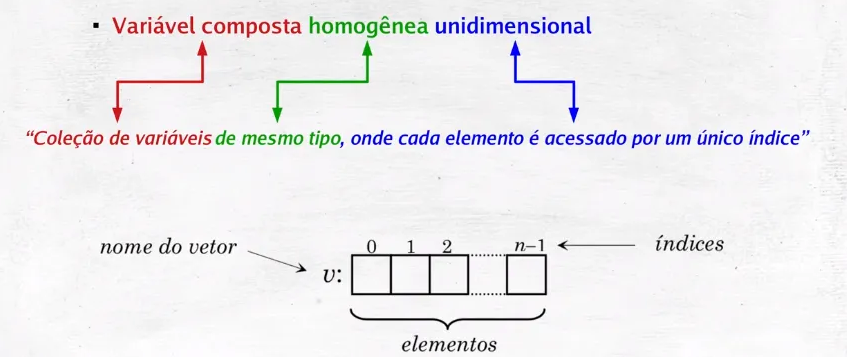 ▪ Variável composta homogênea unidimensional
“Coleção de variáveis de mesmo tipo, onde cada elemento é acessado por um único índice”
nome do vetor
0 1 2 n–1
índices
v:
elementos